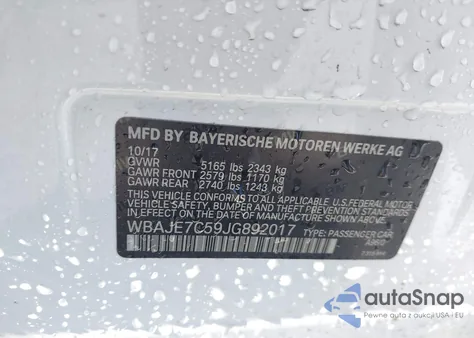 MFD BY BAYERISCHE MOTOREN WERKE AG
10/17
GVWR 5165 lbs 2343 kg
GAWR FRONT 2579 lbs 1170 kg
GAWR REAR 2740 lbs 1243 kg
THIS VEHICLE CONFORMS TO ALL APPLICABLE U.S. FEDERAL MOTOR
VEHICLE SAFETY, BUMPER, AND THEFT PREVENTION STANDARDS
IN EFFECT ON THE DATE OF MANUFACTURE SHOWN ABOVE.
WBAJE7C59JG892017 TYPE: PASSENGER CAR
autoSnap
Pewne auta z USA i EU